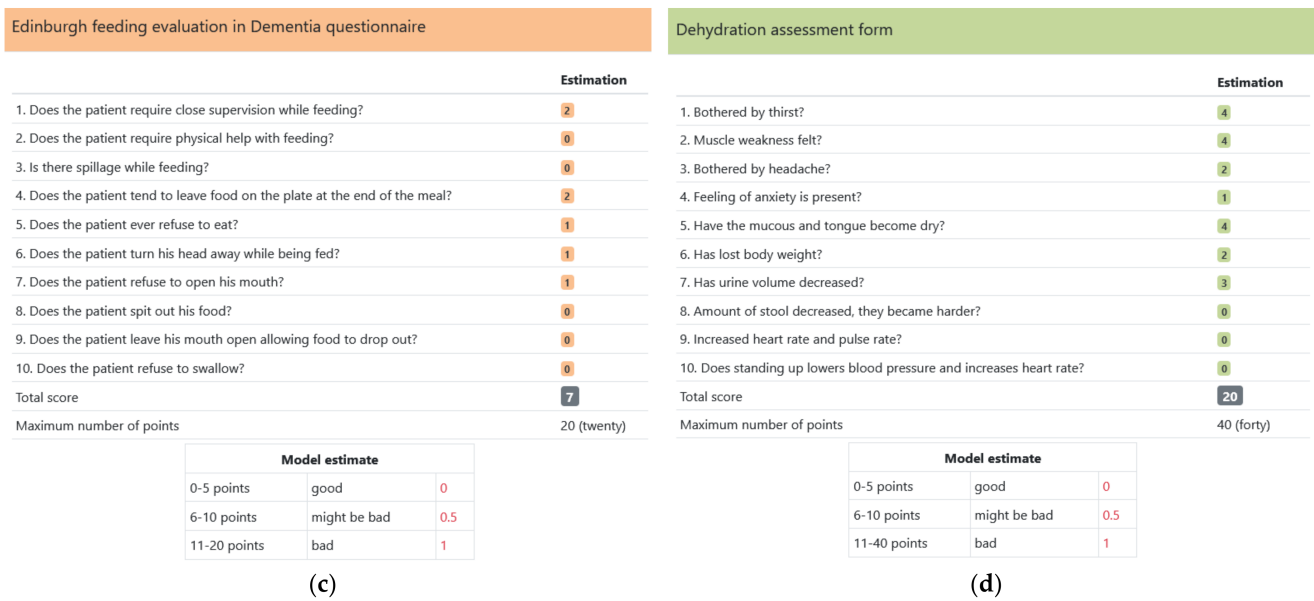 Edinburgh feeding evaluation in Dementia questionnaire
Estimation
1. Does the patient require close supervision while feeding? 2
2. Does the patient require physical help with feeding? 0
3. Is there spillage while feeding? 0
4. Does the patient tend to leave food on the plate at the end of the meal? 2
5. Does the patient ever refuse to eat? 1
6. Does the patient turn his head away while being fed? 1
7. Does the patient refuse to open his mouth? 1
8. Does the patient spit out his food? 0
9. Does the patient leave his mouth open allowing food to drop out? 0
10. Does the patient refuse to swallow? 0
Total score 7
Maximum number of points 20 (twenty)
Model estimate
0-5 points good 0
6-10 points might be bad 0.5
11-20 points bad 1
(c)
Dehydration assessment form
Estimation
1. Bothered by thirst? 4
2. Muscle weakness felt? 4
3. Bothered by headache? 2
4. Feeling of anxiety is present? 1
5. Have the mucous and tongue become dry? 4
6. Has lost body weight? 2
7. Has urine volume decreased? 3
8. Amount of stool decreased, they became harder? 0
9. Increased heart rate and pulse rate? 0
10. Does standing up lowers blood pressure and increases heart rate? 0
Total score 20
Maximum number of points 40 (forty)
Model estimate
0-5 points good 0
6-10 points might be bad 0.5
11-40 points bad 1
(d)